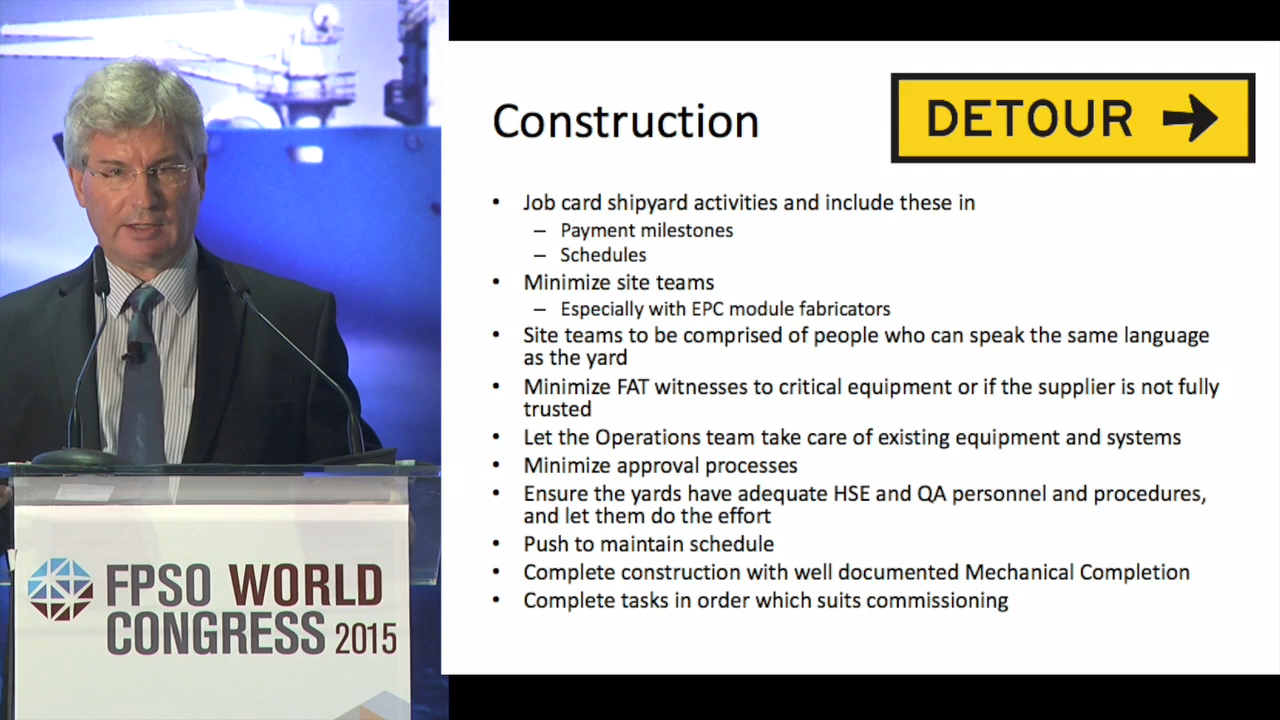 FPSO WORLD
CONGRESS 2015
Construction
DETOUR
• Job card shipyard activities and include these in
– Payment milestones
– Schedules
• Minimize site teams
– Especially with EPC module fabricators
• Site teams to be comprised of people who can speak the same language
as the yard
• Minimize FAT witnesses to critical equipment or if the supplier is not fully
trusted
• Let the Operations team take care of existing equipment and systems
• Minimize approval processes
• Ensure the yards have adequate HSE and QA personnel and procedures,
and let them do the effort
• Push to maintain schedule
• Complete construction with well documented Mechanical Completion
• Complete tasks in order which suits commissioning